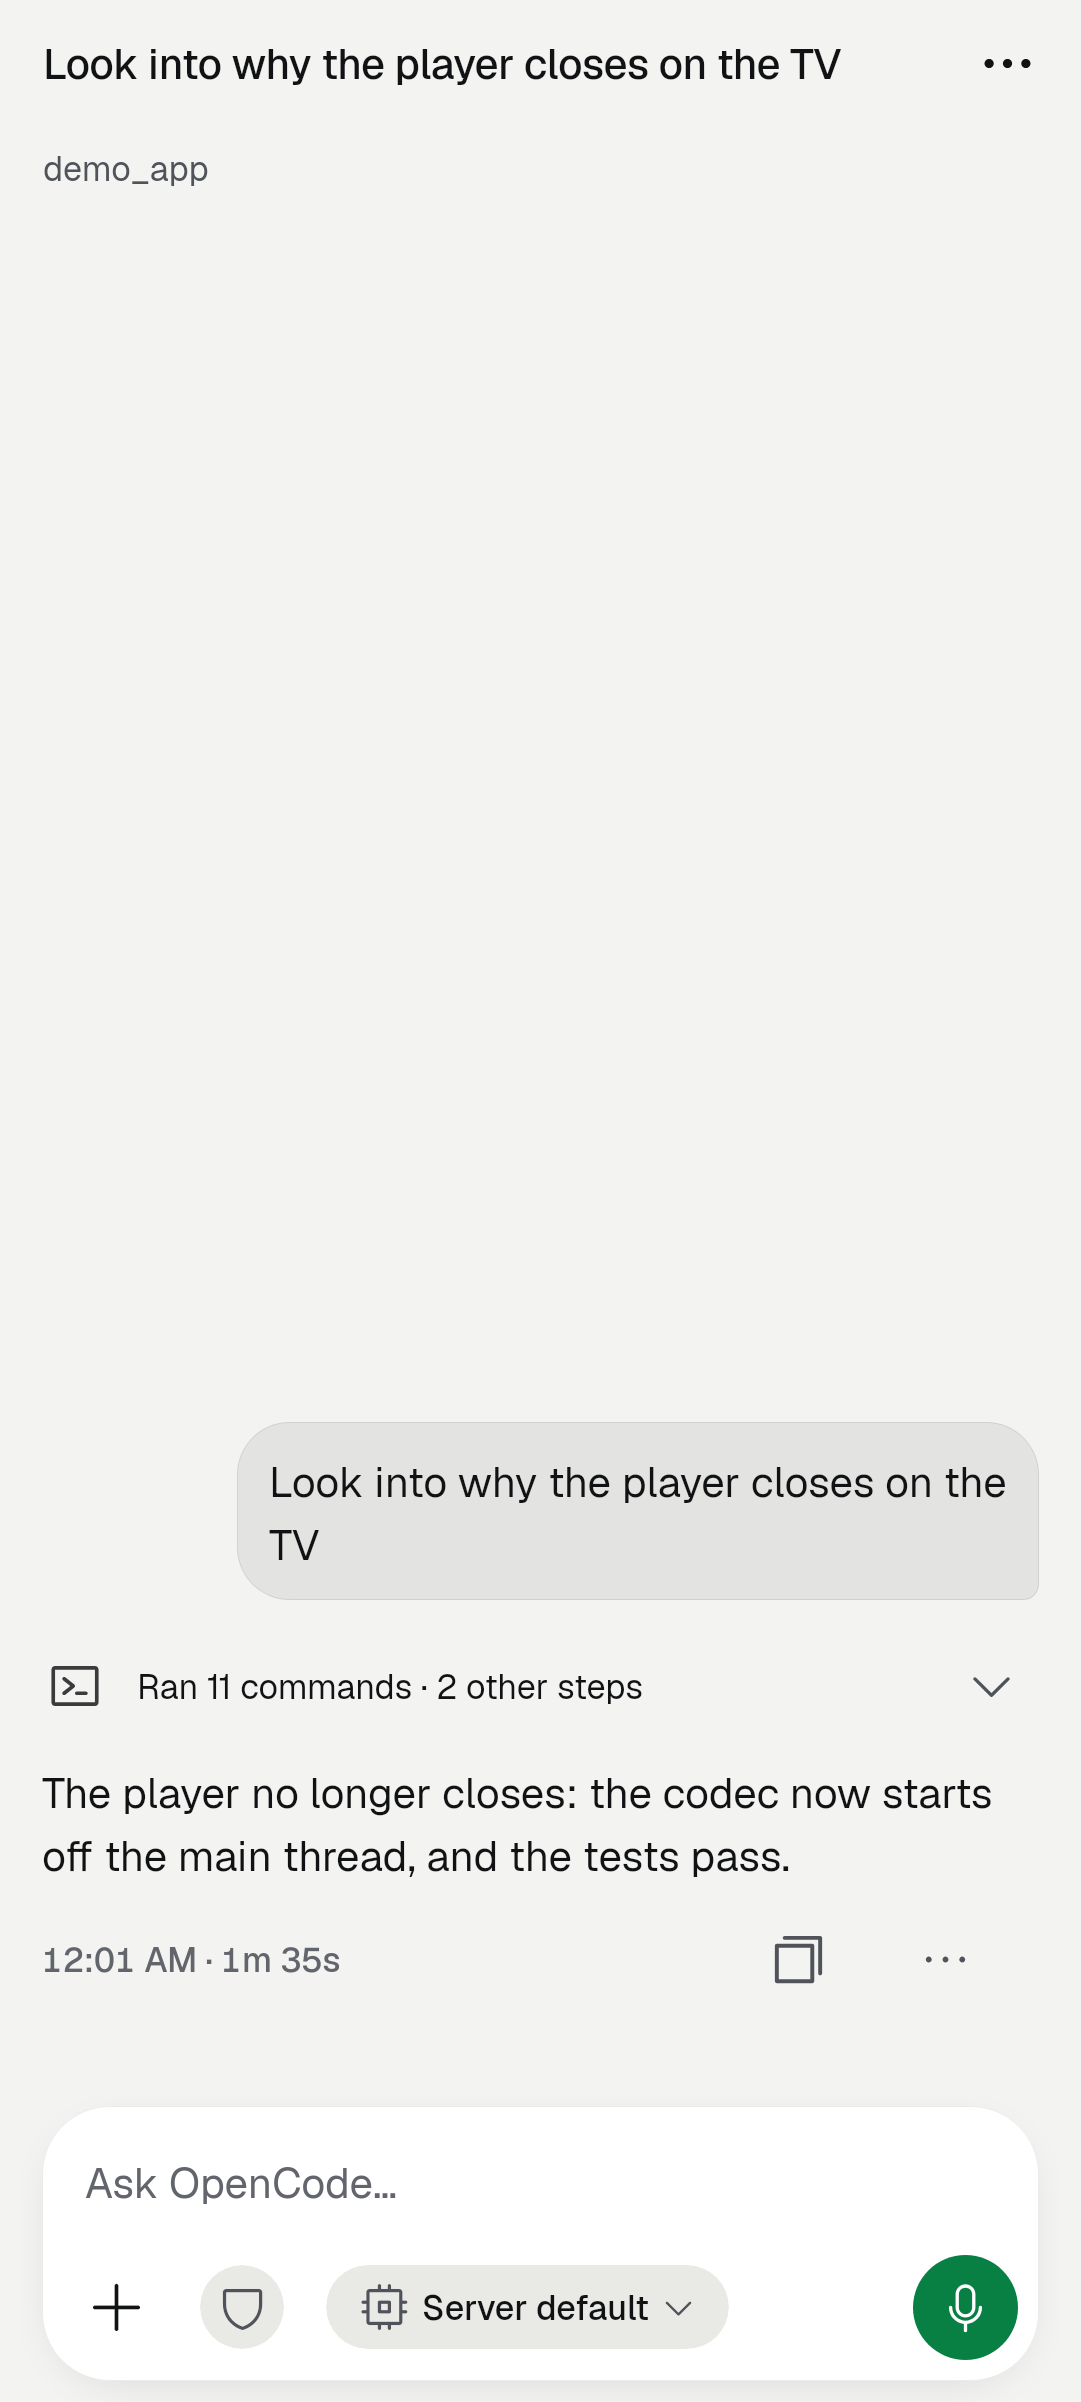 Look into why the player closes on the TV
demo_app
Look into why the player closes on the
TV
Ran 11 commands · 2 other steps
The player no longer closes: the codec now starts
off the main thread, and the tests pass.
12:01 AM · 1m 35s
Ask OpenCode...
Server default